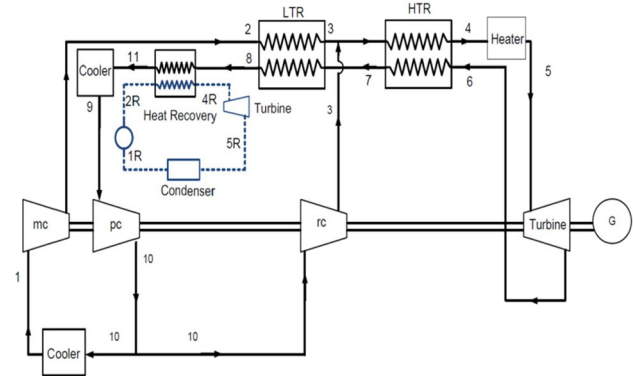 LTR
HTR
2
3
4
Heater
11
8
7
6
5
Cooler
9
2R
4R
Turbine
Heat Recovery
3
1R
5R
Condenser
mc
pc
rc
Turbine
G
10
1
10
10
Cooler